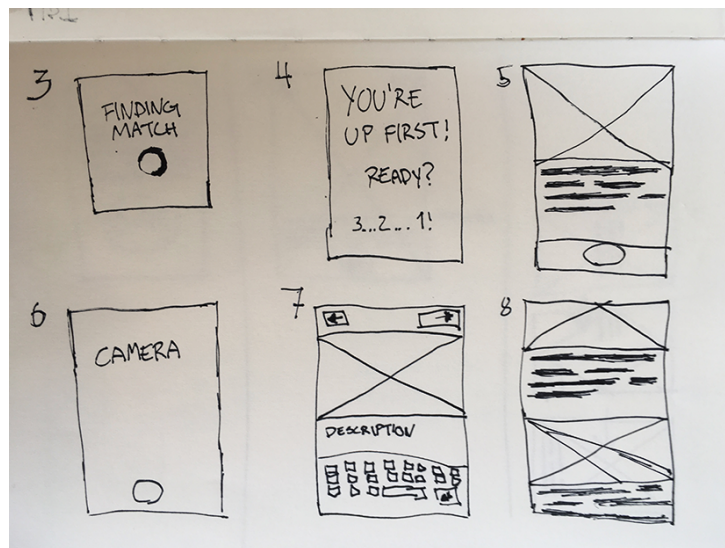 3
FINDING
MATCH
4
YOU'RE
UP FIRST!
READY?
3...2...1!
5
6
CAMERA
7
DESCRIPTION
8